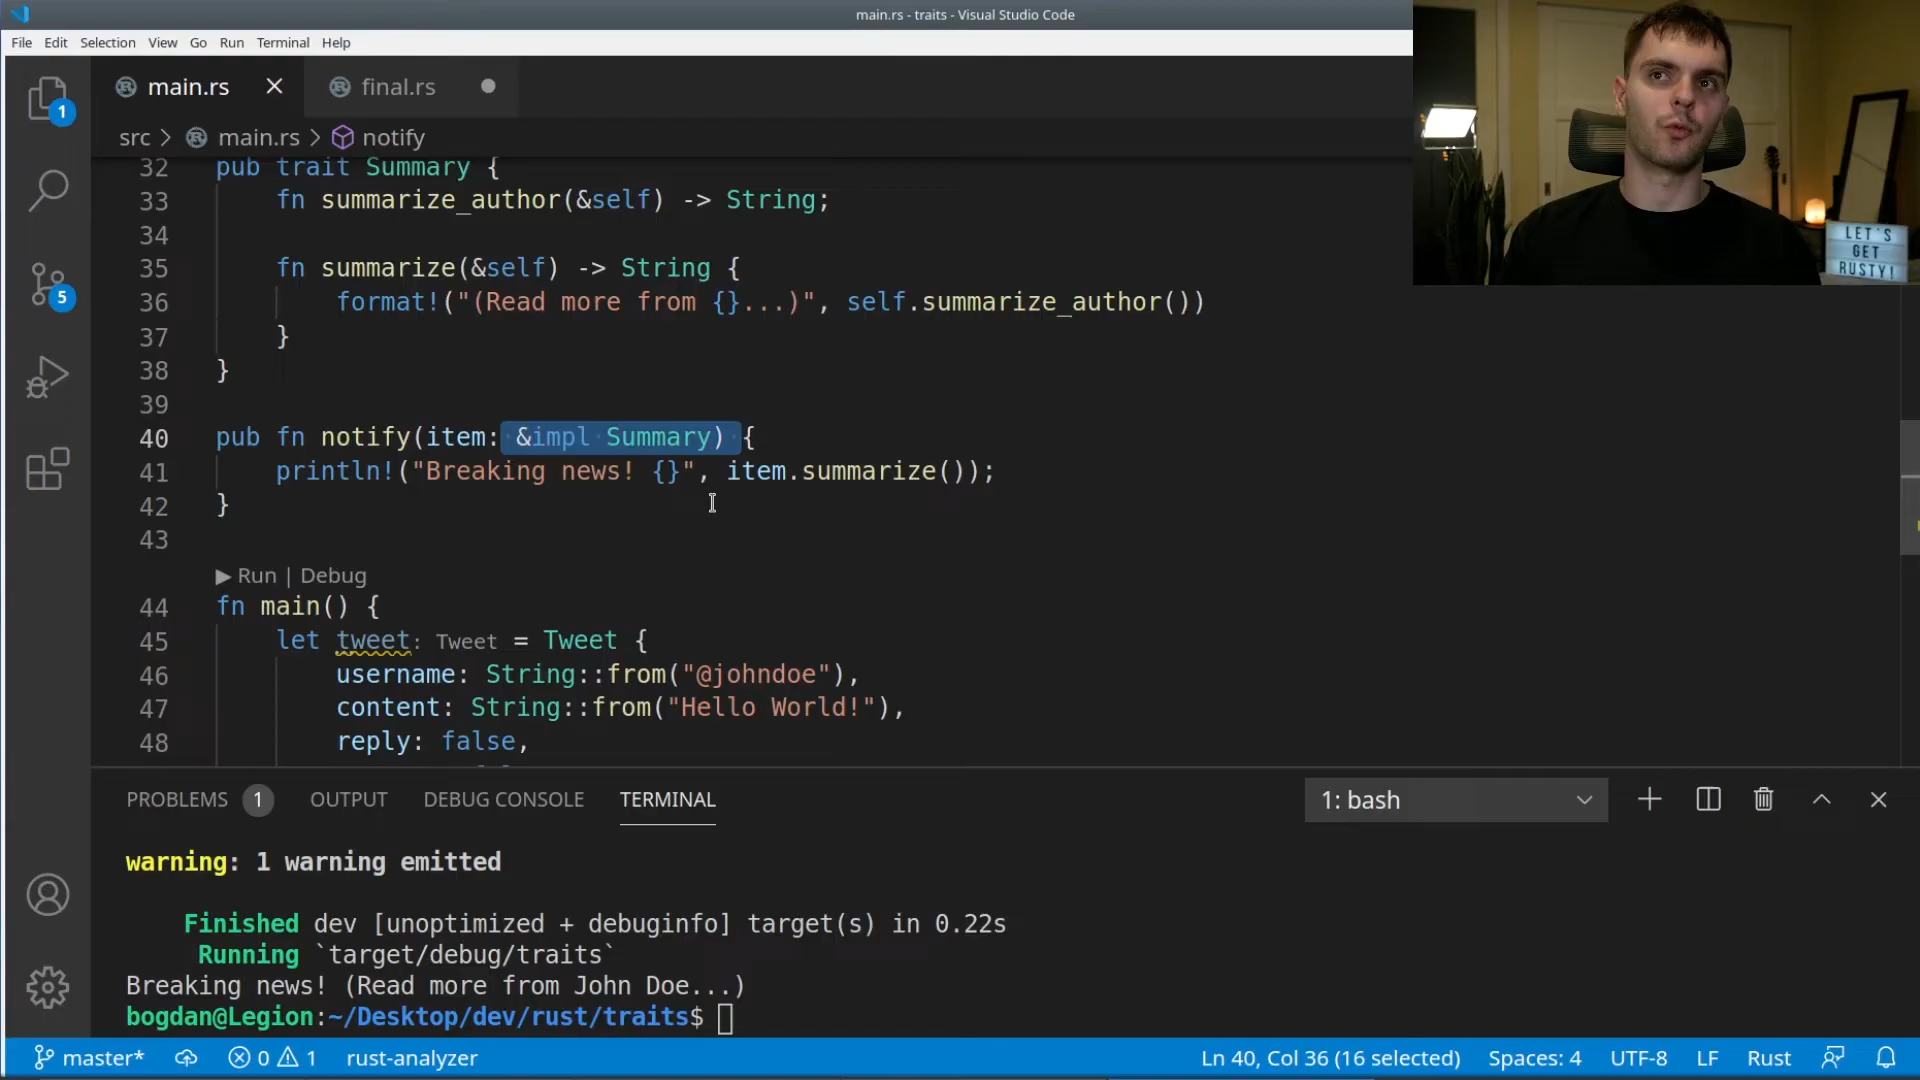 main.rs - traits - Visual Studio Code
File Edit Selection View Go Run Terminal Help
main.rs final.rs
src > main.rs > notify
32 pub trait Summary {
33 fn summarize_author(&self) -> String;
34
35 fn summarize(&self) -> String {
36 format!("(Read more from {}...)", self.summarize_author())
37 }
38 }
39
40 pub fn notify(item: &impl Summary) {
41 println!("Breaking news! {}", item.summarize());
42 }
43
▶ Run | Debug
44 fn main() {
45 let tweet: Tweet = Tweet {
46 username: String::from("@johndoe"),
47 content: String::from("Hello World!"),
48 reply: false,
1
5
LET'S
GET
RUSTY!
PROBLEMS 1 OUTPUT DEBUG CONSOLE TERMINAL 1: bash
warning: 1 warning emitted
Finished dev [unoptimized + debuginfo] target(s) in 0.22s
Running `target/debug/traits`
Breaking news! (Read more from John Doe...)
bogdan@Legion:~/Desktop/dev/rust/traits$
master* 0 1 rust-analyzer Ln 40, Col 36 (16 selected) Spaces: 4 UTF-8 LF Rust